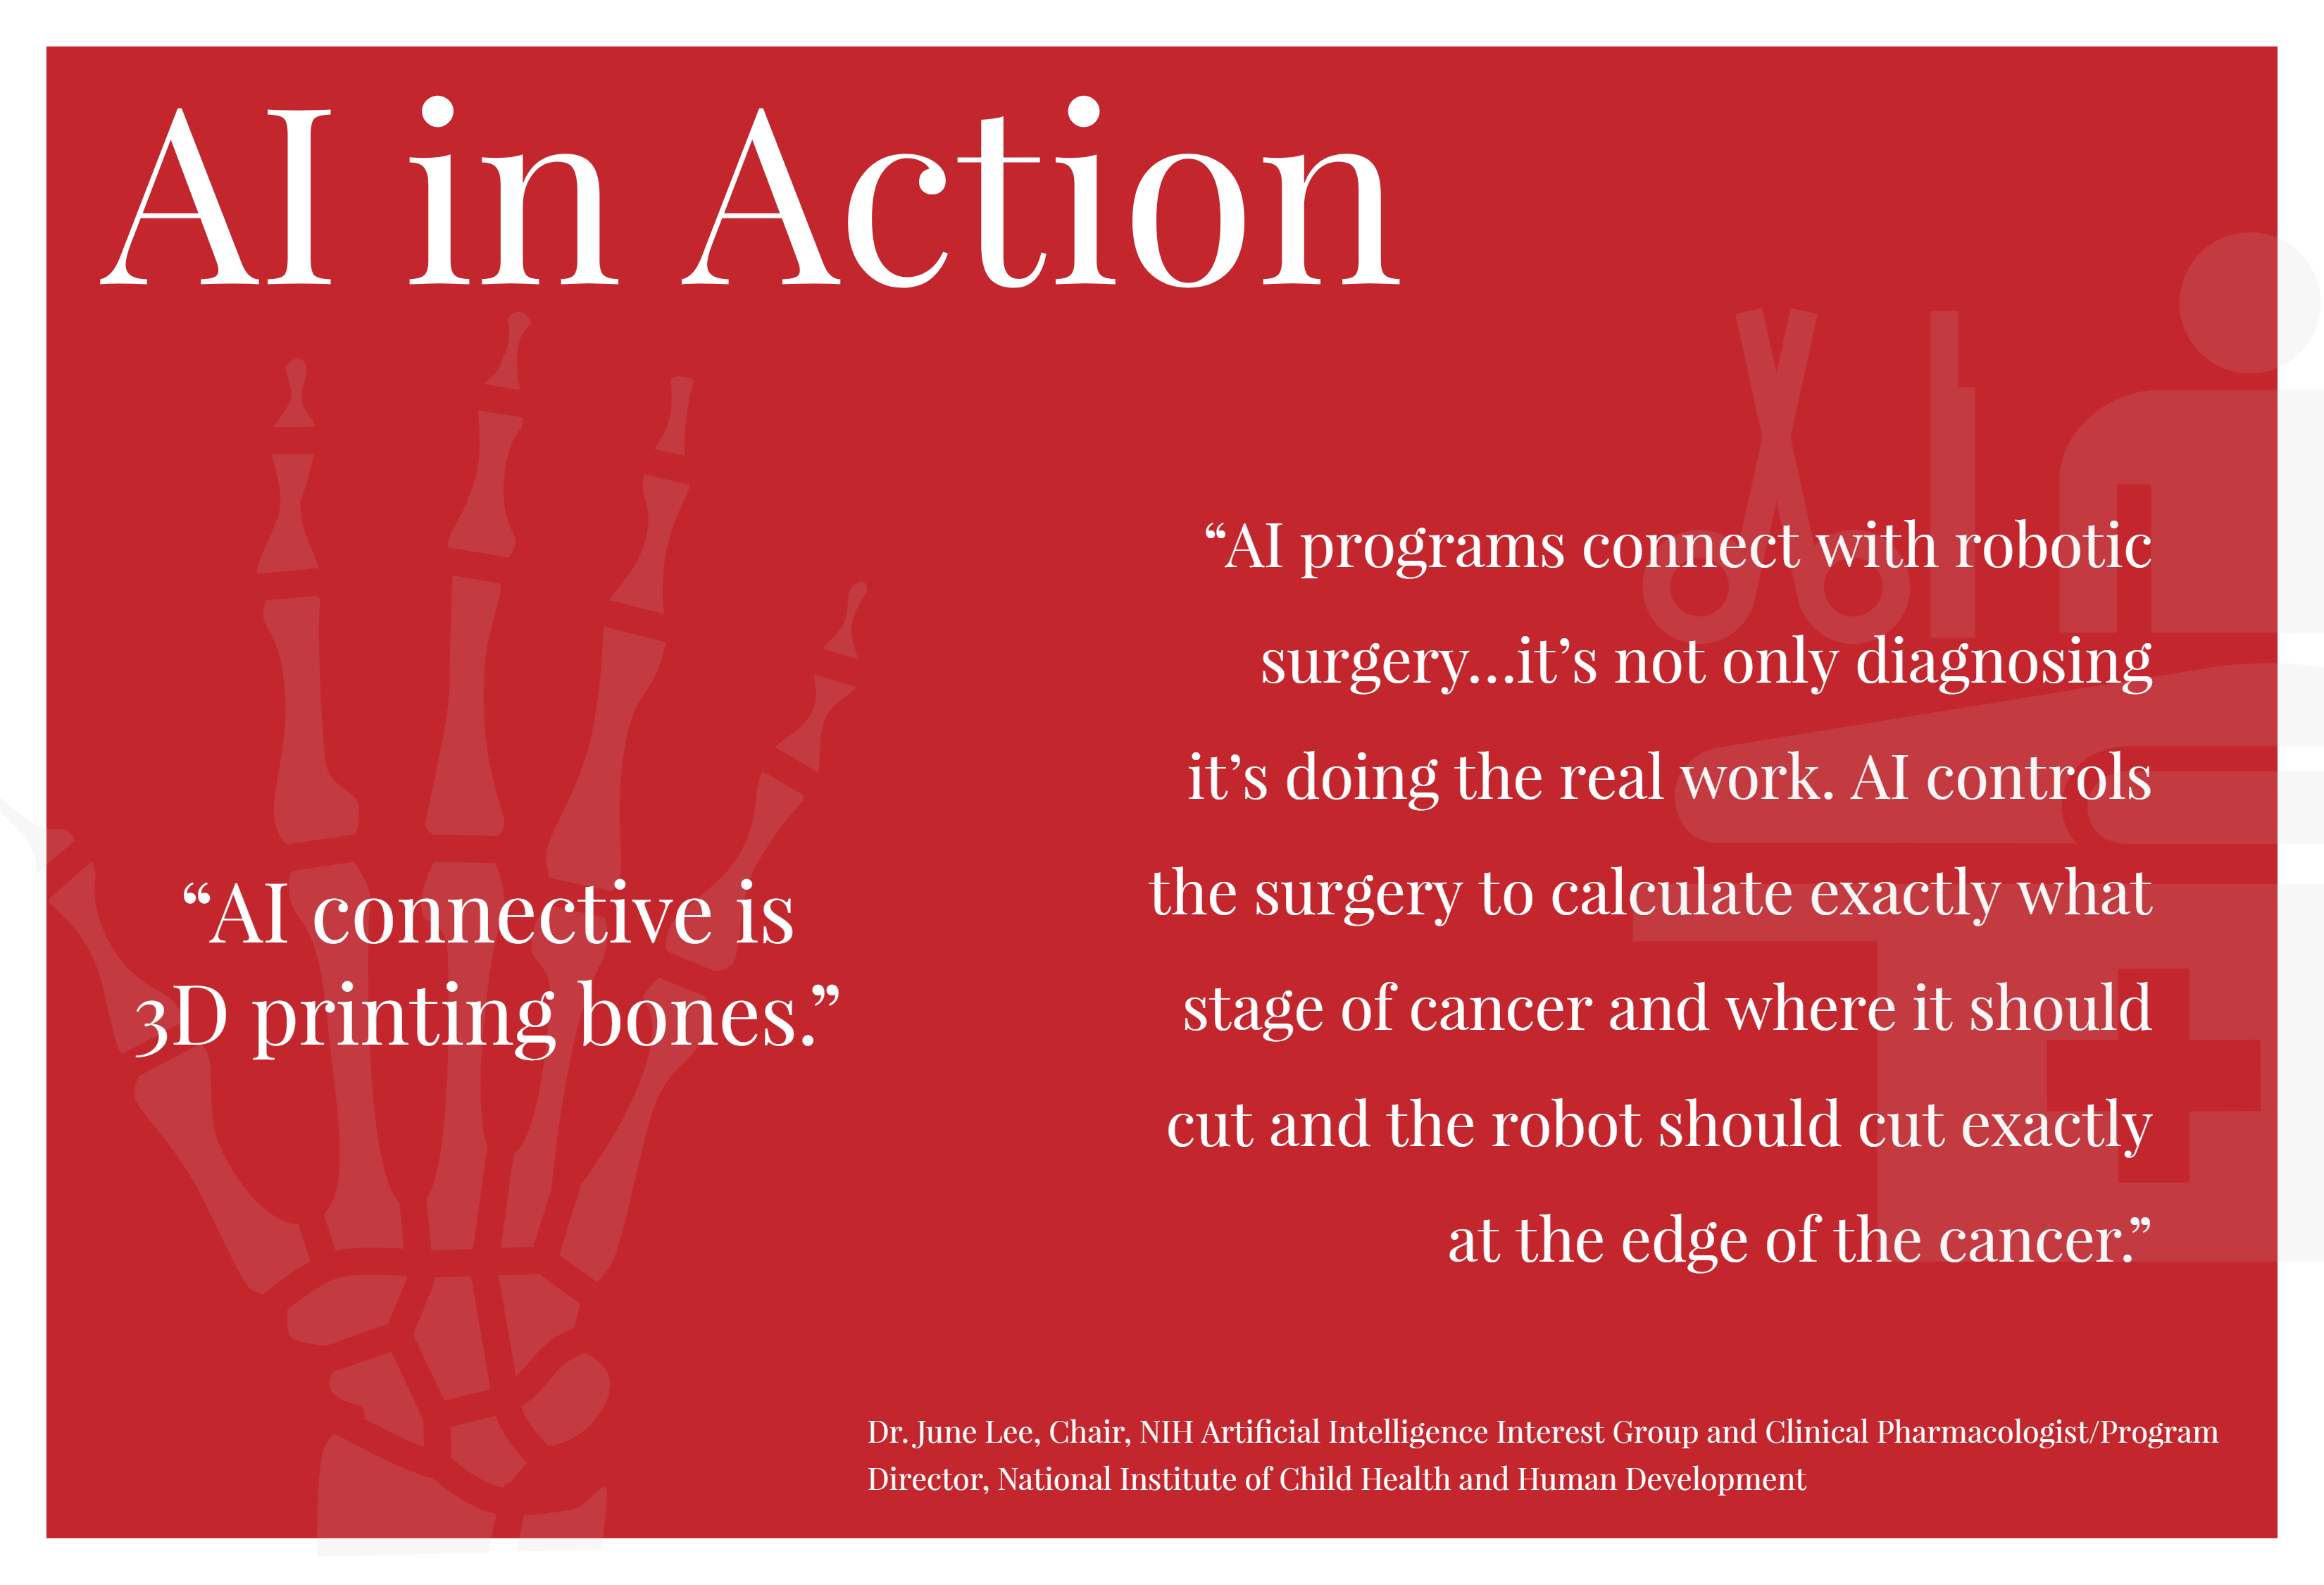 AI in Action
“AI connective is
3D printing bones.”
“AI programs connect with robotic
surgery...it’s not only diagnosing
it’s doing the real work. AI controls
the surgery to calculate exactly what
stage of cancer and where it should
cut and the robot should cut exactly
at the edge of the cancer.”
Dr. June Lee, Chair, NIH Artificial Intelligence Interest Group and Clinical Pharmacologist/Program
Director, National Institute of Child Health and Human Development